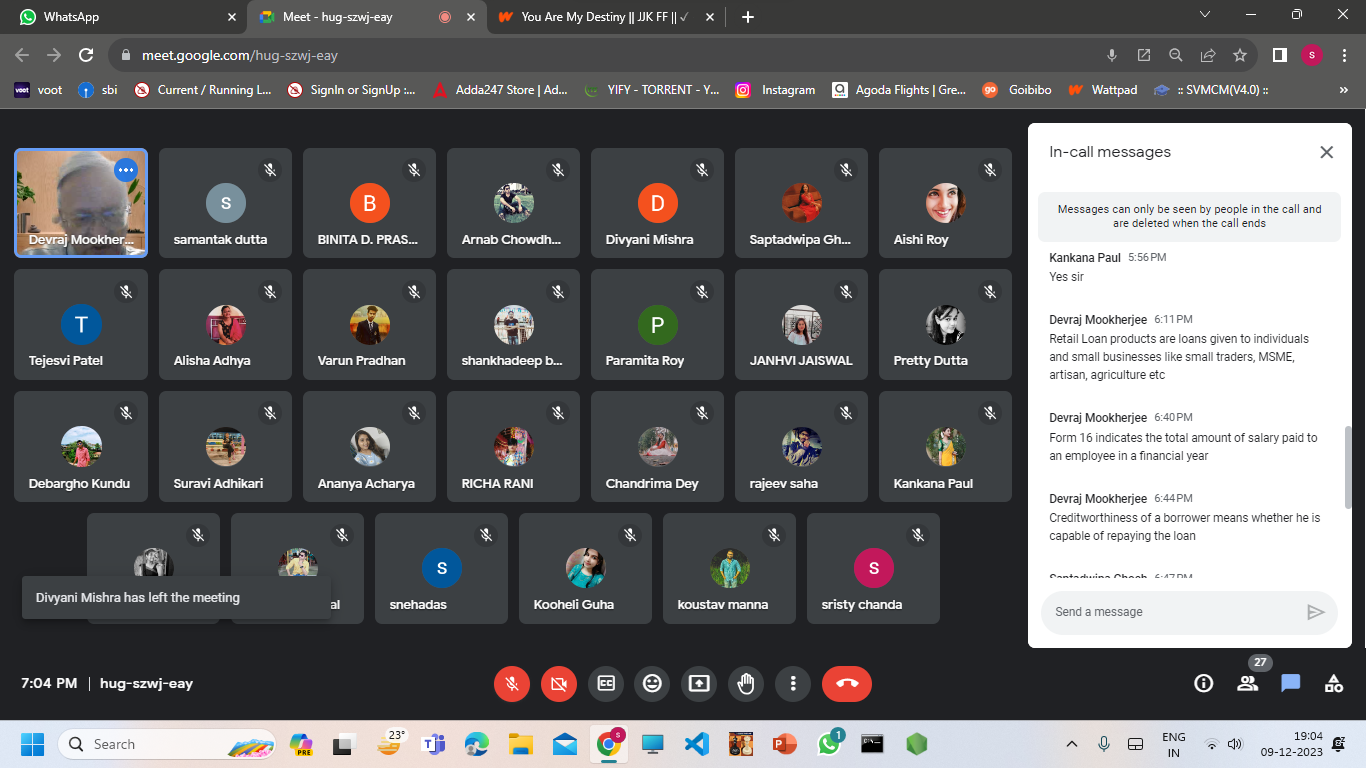 WhatsApp
Meet - hug-szwj-eay
You Are My Destiny || JJK FF || ✓
meet.google.com/hug-szwj-eay
S
voot
voot
sbi
Current / Running L...
SignIn or SignUp :...
Adda247 Store | Ad...
YIFY - TORRENT - Y...
Instagram
Agoda Flights | Gre...
go
Goibibo
Wattpad
:: SVMCM(V4.0) ::
»
Devraj Mookher...
S
samantak dutta
B
BINITA D. PRAS...
Arnab Chowdh...
D
Divyani Mishra
Saptadwipa Gh...
Aishi Roy
T
Tejesvi Patel
Alisha Adhya
Varun Pradhan
shankhadeep b...
P
Paramita Roy
JANHVI JAISWAL
Pretty Dutta
Debargho Kundu
Suravi Adhikari
Ananya Acharya
RICHA RANI
Chandrima Dey
rajeev saha
Kankana Paul
al
S
snehadas
Kooheli Guha
koustav manna
S
sristy chanda
Divyani Mishra has left the meeting
In-call messages
Messages can only be seen by people in the call and
are deleted when the call ends
Kankana Paul 5:56 PM
Yes sir
Devraj Mookherjee 6:11 PM
Retail Loan products are loans given to individuals
and small businesses like small traders, MSME,
artisan, agriculture etc
Devraj Mookherjee 6:40 PM
Form 16 indicates the total amount of salary paid to
an employee in a financial year
Devraj Mookherjee 6:44 PM
Creditworthiness of a borrower means whether he is
capable of repaying the loan
Saptadwipa Ghosh 6:47 PM
Send a message
7:04 PM | hug-szwj-eay
CC
27
Search
PRE
23°
S
1
ENG
IN
19:04
09-12-2023